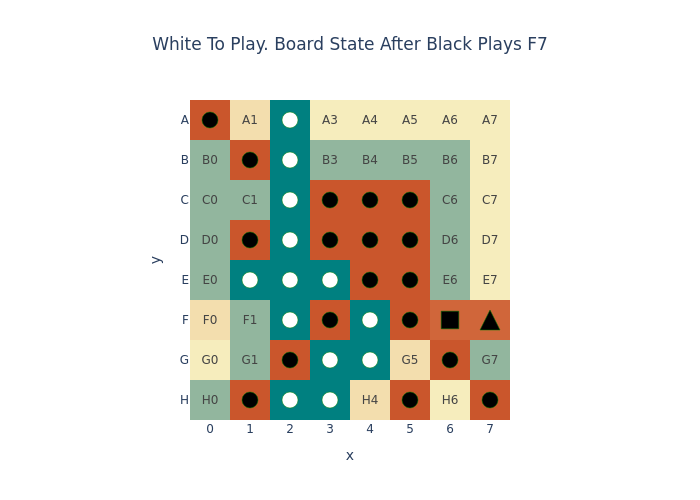 White To Play. Board State After Black Plays F7
A A1 A3 A4 A5 A6 A7
B B0 B3 B4 B5 B6 B7
C C0 C1 C6 C7
D D0 D6 D7
E E0 E6 E7
F F0 F1
G G0 G1 G5 G7
H H0 H4 H6
0 1 2 3 4 5 6 7
x
y